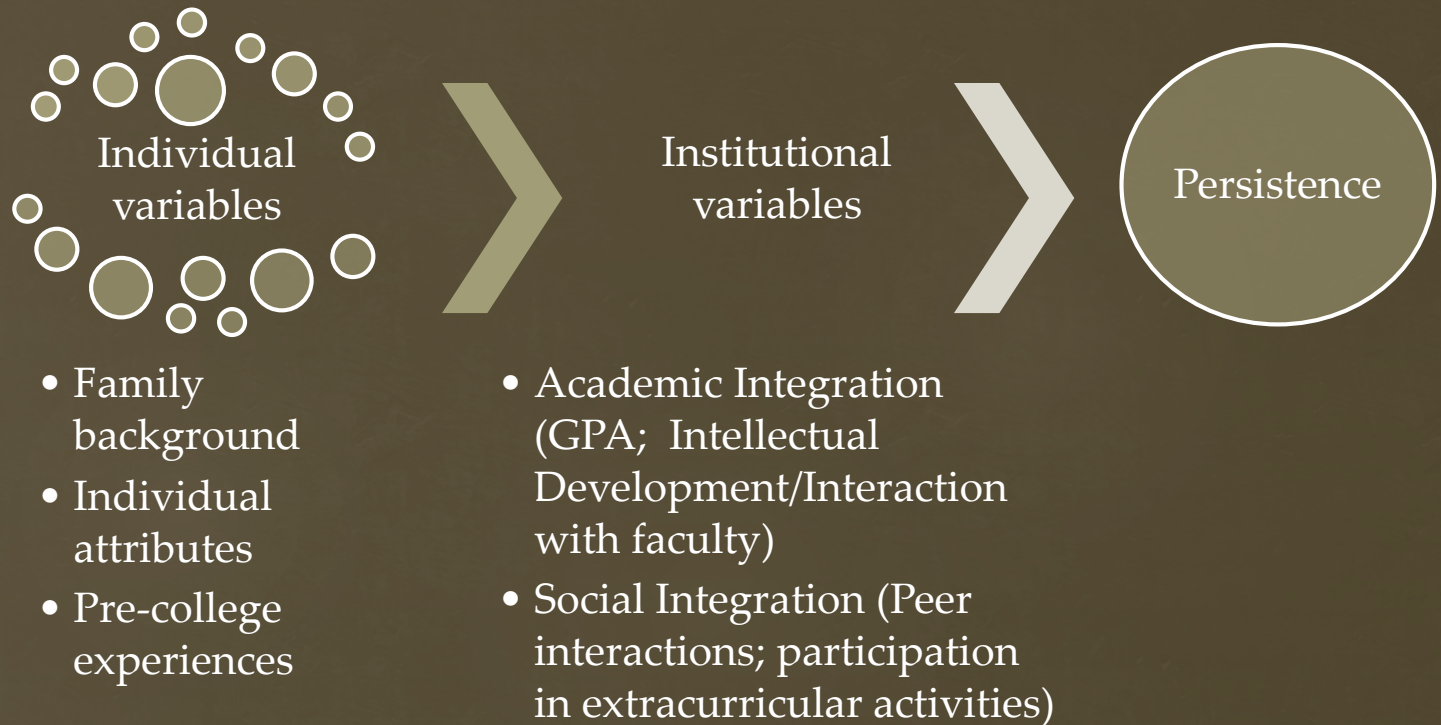 Individual
variables
Institutional
variables
Persistence
• Family
background
• Individual
attributes
• Pre-college
experiences
• Academic Integration
(GPA;  Intellectual
Development/Interaction
with faculty)
• Social Integration (Peer
interactions; participation
in extracurricular activities)